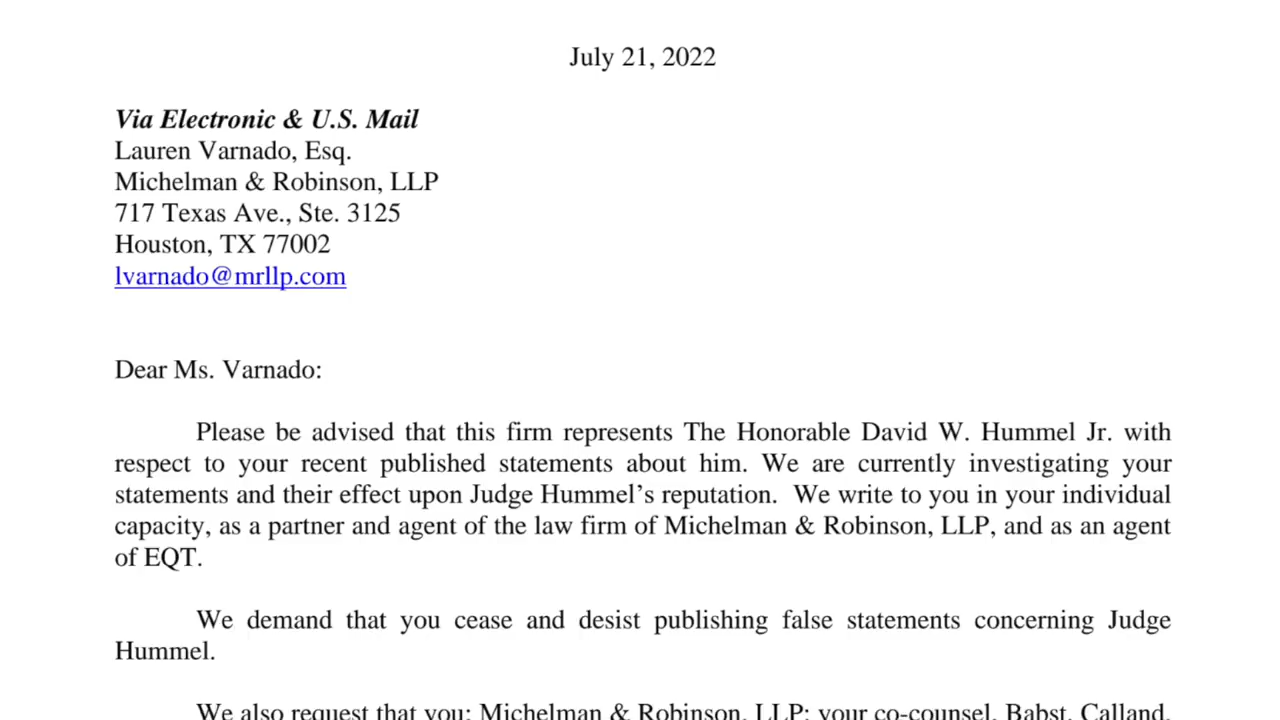 July 21, 2022
Via Electronic & U.S. Mail
Lauren Varnado, Esq.
Michelman & Robinson, LLP
717 Texas Ave., Ste. 3125
Houston, TX 77002
lvarnado@mrllp.com
Dear Ms. Varnado:
Please be advised that this firm represents The Honorable David W. Hummel Jr. with
respect to your recent published statements about him. We are currently investigating your
statements and their effect upon Judge Hummel's reputation.  We write to you in your individual
capacity, as a partner and agent of the law firm of Michelman & Robinson, LLP, and as an agent
of EQT.
We demand that you cease and desist publishing false statements concerning Judge
Hummel.
We also request that you; Michelman & Robinson, LLP; your co-counsel, Babst, Calland,